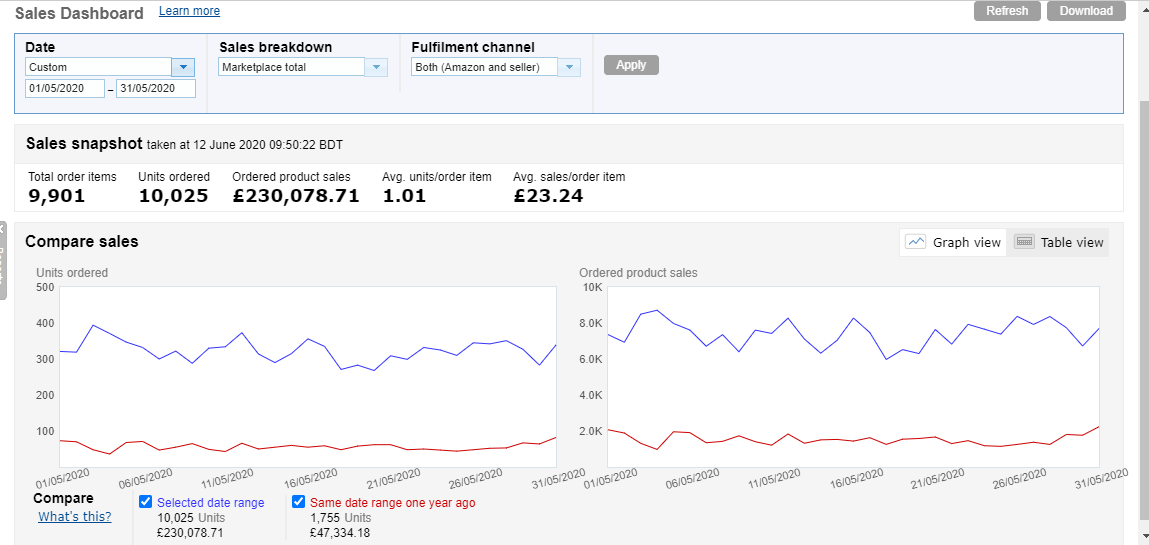 Sales Dashboard Learn more Refresh Download
Date Sales breakdown Fulfilment channel
Custom Marketplace total Both (Amazon and seller) Apply
01/05/2020 – 31/05/2020
Sales snapshot taken at 12 June 2020 09:50:22 BDT
Total order items Units ordered Ordered product sales Avg. units/order item Avg. sales/order item
9,901 10,025 £230,078.71 1.01 £23.24
Compare sales Graph view Table view
Units ordered Ordered product sales
500 10K
400 8.0K
300 6.0K
200 4.0K
100 2.0K
01/05/2020 06/05/2020 11/05/2020 16/05/2020 21/05/2020 26/05/2020 31/05/2020 01/05/2020 06/05/2020 11/05/2020 16/05/2020 21/05/2020 26/05/2020 31/05/2020
Compare Selected date range Same date range one year ago
What's this? 10,025 Units 1,755 Units
£230,078.71 £47,334.18